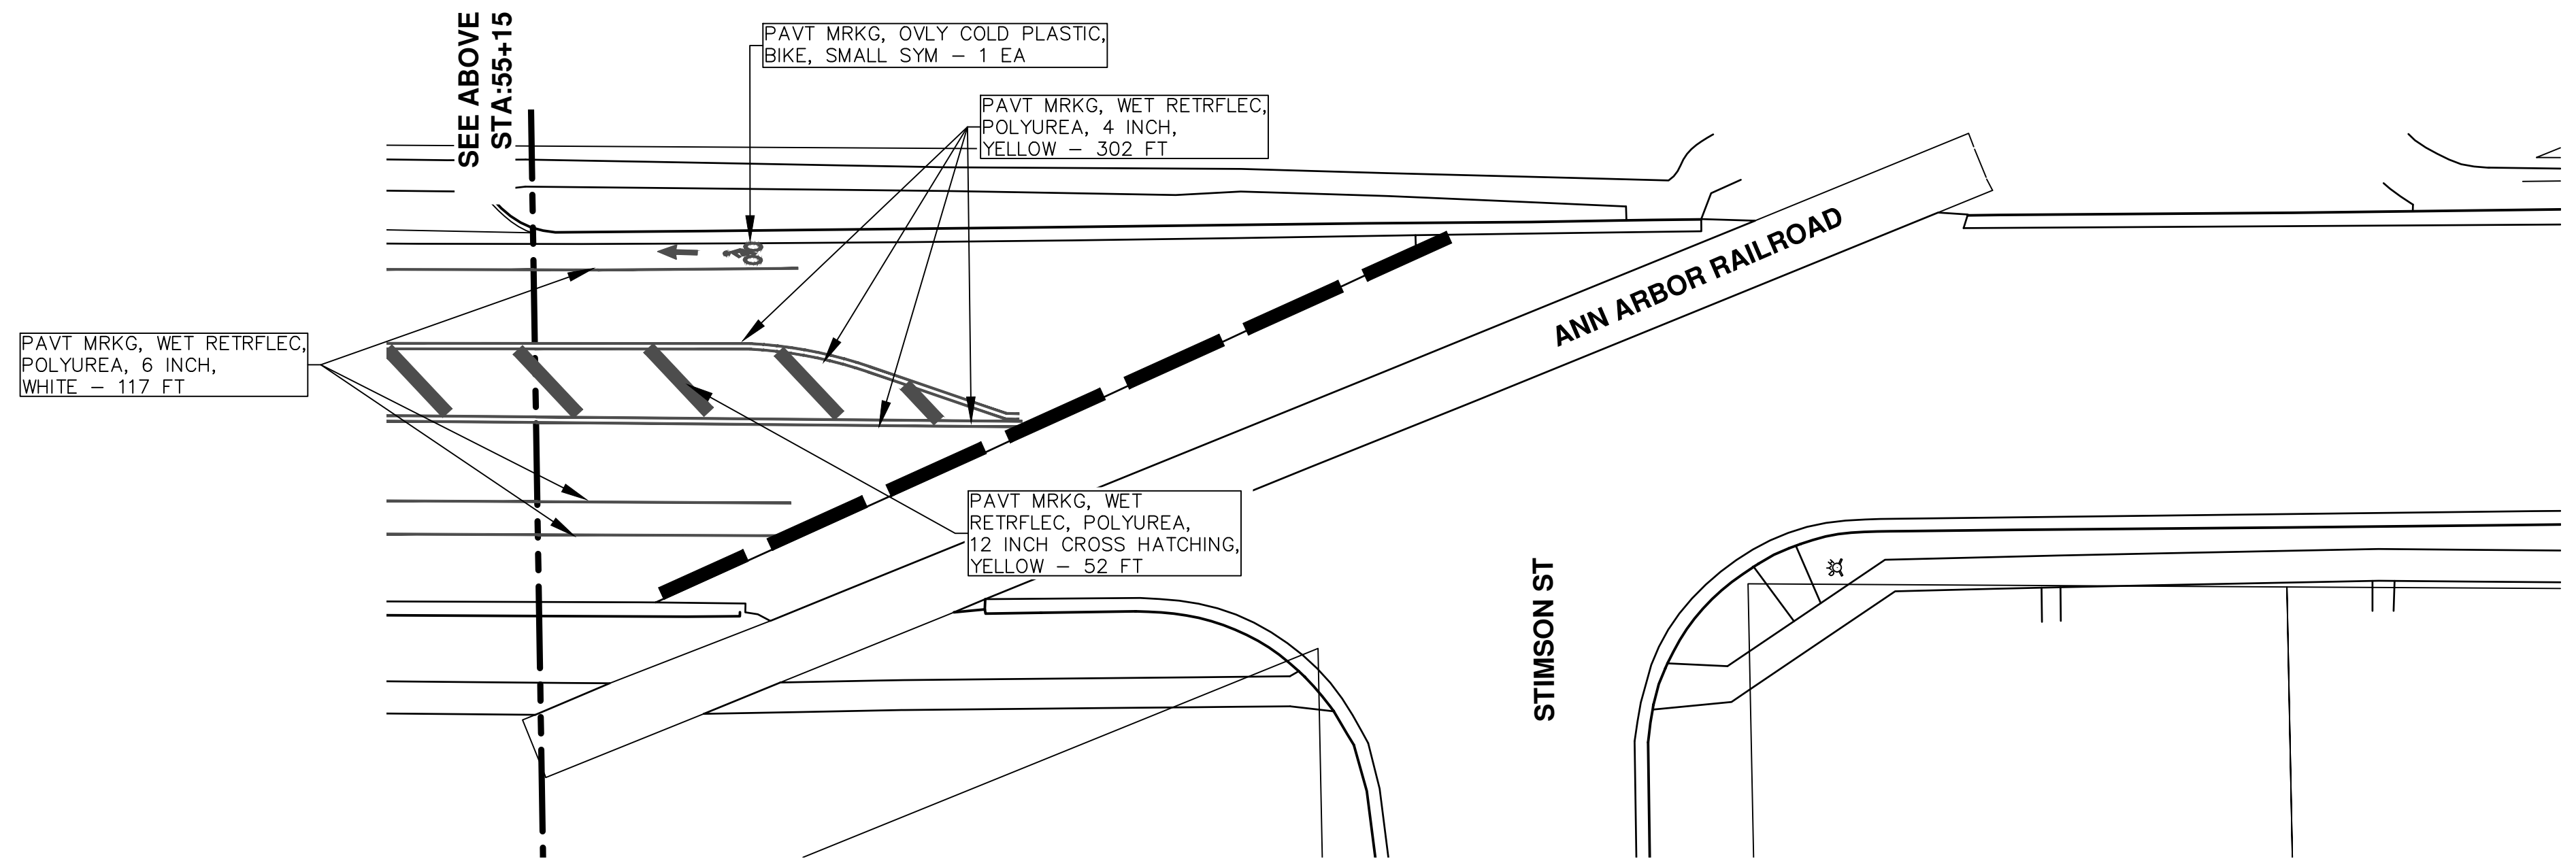 SEE ABOVE
STA:55+15
PAVT MRKG, OVLY COLD PLASTIC,
BIKE, SMALL SYM – 1 EA
PAVT MRKG, WET RETRFLEC,
POLYUREA, 4 INCH,
YELLOW – 302 FT
ANN ARBOR RAILROAD
PAVT MRKG, WET RETRFLEC,
POLYUREA, 6 INCH,
WHITE – 117 FT
PAVT MRKG, WET
RETRFLEC, POLYUREA,
12 INCH CROSS HATCHING,
YELLOW – 52 FT
STIMSON ST